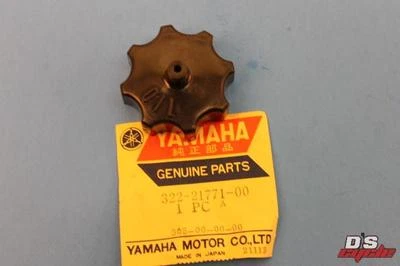 YAMAHA
純正部品
GENUINE PARTS
322-21771-00
1 PC A
YAMAHA MOTOR CO., LTD
MADE IN JAPAN 21112
D'S
cycle